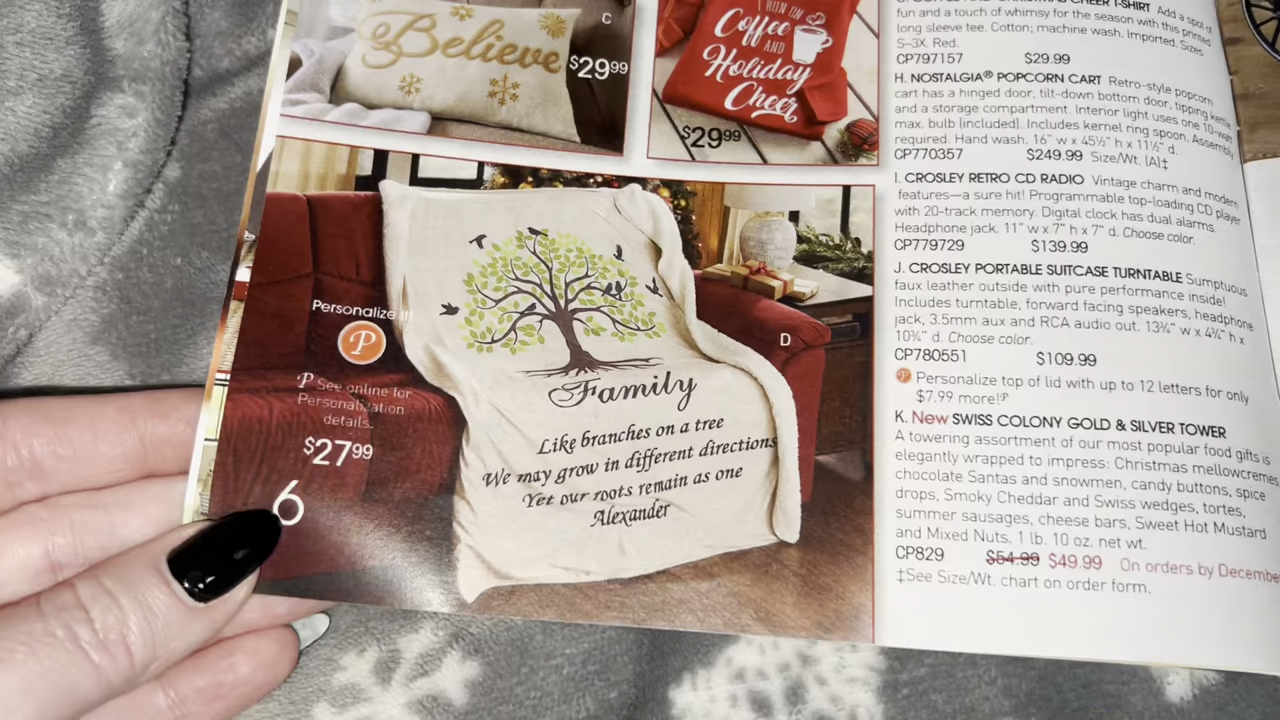 Believe
C
$29⁹⁹
I RUN ON
Coffee
AND
Holiday
Cheer
$29⁹⁹
Personalize it!
P
P See online for
Personalization
details.
$27⁹⁹
6
D
Family
Like branches on a tree
We may grow in different directions
Yet our roots remain as one
Alexander
CHEER T-SHIRT Add a spot of
fun and a touch of whimsy for the season with this printed
long sleeve tee. Cotton; machine wash. Imported. Sizes
S–3X. Red.
CP797157 $29.99
H. NOSTALGIA® POPCORN CART Retro-style popcorn
cart has a hinged door, tilt-down bottom door, tipping kettle
and a storage compartment. Interior light uses one 10-watt
max. bulb (included). Includes kernel ring spoon. Assembly
required. Hand wash. 16" w x 45½" h x 11½" d.
CP770357 $249.99 Size/Wt. (A)‡
I. CROSLEY RETRO CD RADIO Vintage charm and modern
features—a sure hit! Programmable top-loading CD player
with 20-track memory. Digital clock has dual alarms.
Headphone jack. 11" w x 7" h x 7" d. Choose color.
CP779729 $139.99
J. CROSLEY PORTABLE SUITCASE TURNTABLE Sumptuous
faux leather outside with pure performance inside!
Includes turntable, forward facing speakers, headphone
jack, 3.5mm aux and RCA audio out. 13¾" w x 4¾" h x
10¾" d. Choose color.
CP780551 $109.99
P Personalize top of lid with up to 12 letters for only
$7.99 more!P
K. New SWISS COLONY GOLD & SILVER TOWER
A towering assortment of our most popular food gifts is
elegantly wrapped to impress: Christmas mellowcremes,
chocolate Santas and snowmen, candy buttons, spice
drops, Smoky Cheddar and Swiss wedges, tortes,
summer sausages, cheese bars, Sweet Hot Mustard
and Mixed Nuts. 1 lb. 10 oz. net wt.
CP829 $54.99 $49.99 On orders by Decembe
‡See Size/Wt. chart on order form.